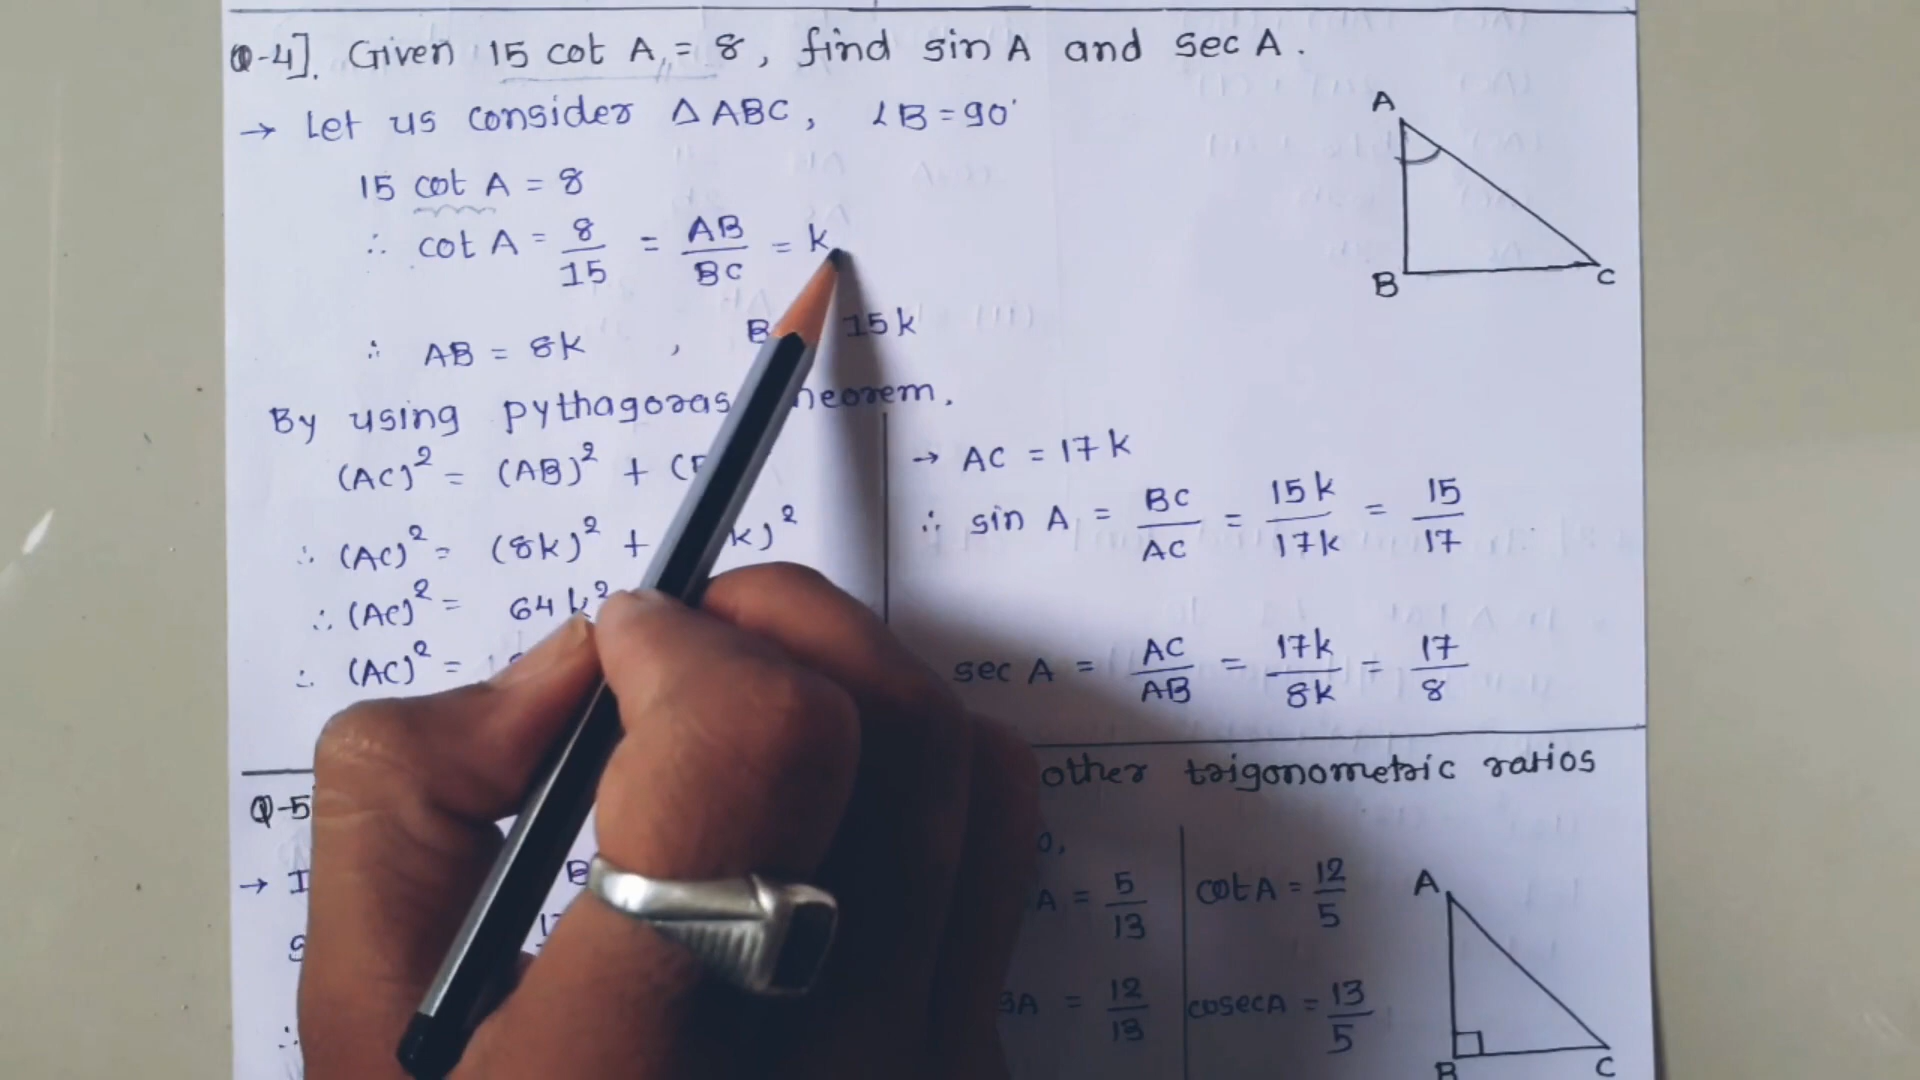 Q-4]. Given 15 cot A = 8, find sin A and sec A.
→ Let us consider △ ABC, ∠B = 90°
15 cot A = 8
∴ cot A = 8/15 = AB/BC = k
∴ AB = 8k , B 15k
By using pythagoras heorem.
(AC)² = (AB)² + (
∴ (AC)² = (8k)² + k)²
∴ (AC)² = 64k²
∴ (AC)² =
→ AC = 17k
∴ sin A = BC/AC = 15k/17k = 15/17
sec A = AC/AB = 17k/8k = 17/8
A
B
C
Q-5 other trigonometric ratios
→
A = 5/13
cot A = 12/5
A = 12/13
cosec A = 13/5
A
B
C